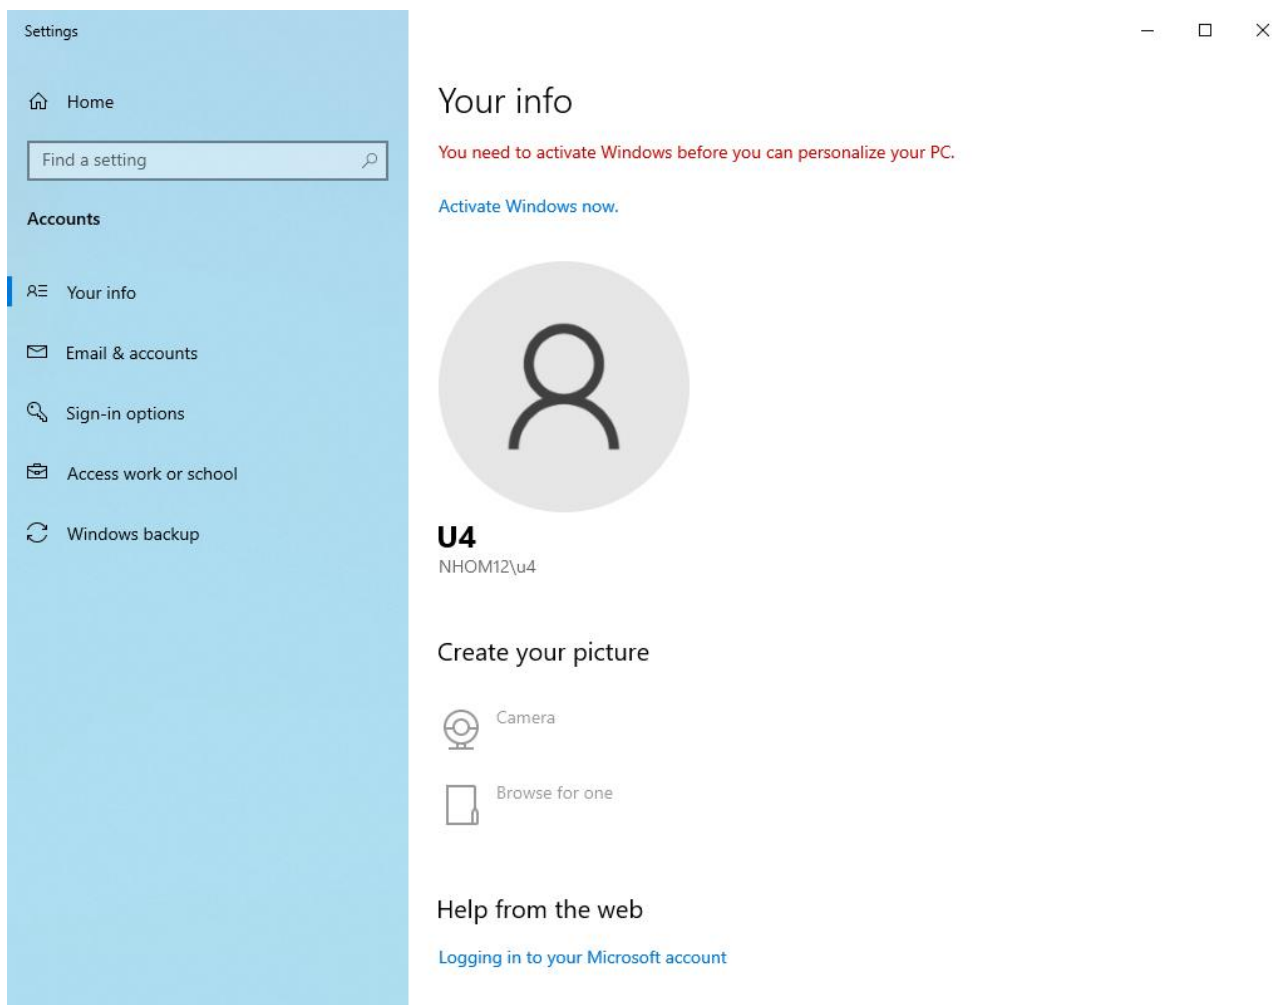 Settings
Home
Find a setting
Accounts
Your info
Email & accounts
Sign-in options
Access work or school
Windows backup
Your info
You need to activate Windows before you can personalize your PC.
Activate Windows now.
U4
NHOM12\u4
Create your picture
Camera
Browse for one
Help from the web
Logging in to your Microsoft account